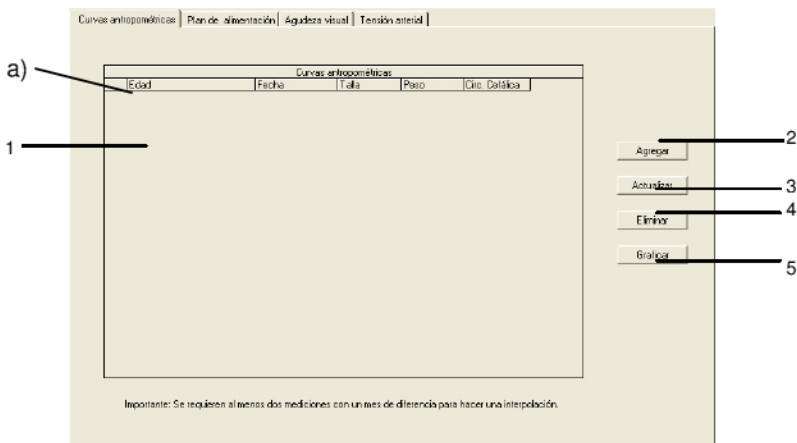 Curvas antropométricas Plan de alimentación Agudeza visual Tensión arterial
Curvas antropométricas
a)
Edad Fecha Talla Peso Circ. Cefálica
1
2
Agregar
Actualizar
3
4
Eliminar
Graficar
5
Importante: Se requieren al menos dos mediciones con un mes de diferencia para hacer una interpolación.